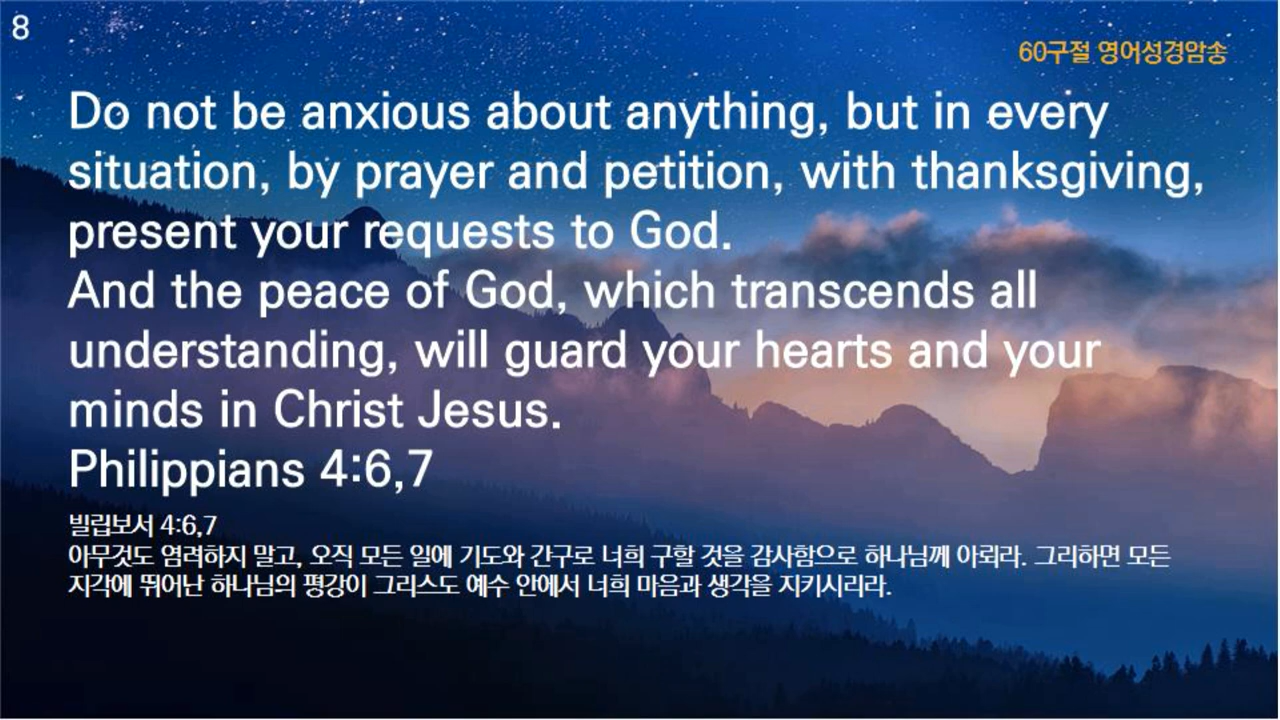 8
60구절 영어성경암송
Do not be anxious about anything, but in every
situation, by prayer and petition, with thanksgiving,
present your requests to God.
And the peace of God, which transcends all
understanding, will guard your hearts and your
minds in Christ Jesus.
Philippians 4:6,7
빌립보서 4:6,7
아무것도 염려하지 말고, 오직 모든 일에 기도와 간구로 너희 구할 것을 감사함으로 하나님께 아뢰라. 그리하면 모든
지각에 뛰어난 하나님의 평강이 그리스도 예수 안에서 너희 마음과 생각을 지키시리라.